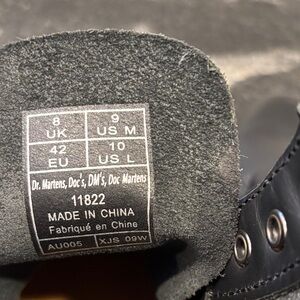 8 9
UK US M
42 10
EU US L
Dr. Martens, Doc's, DM's, Doc Martens
11822
MADE IN CHINA
Fabriqué en Chine
AU005 XJS 09W